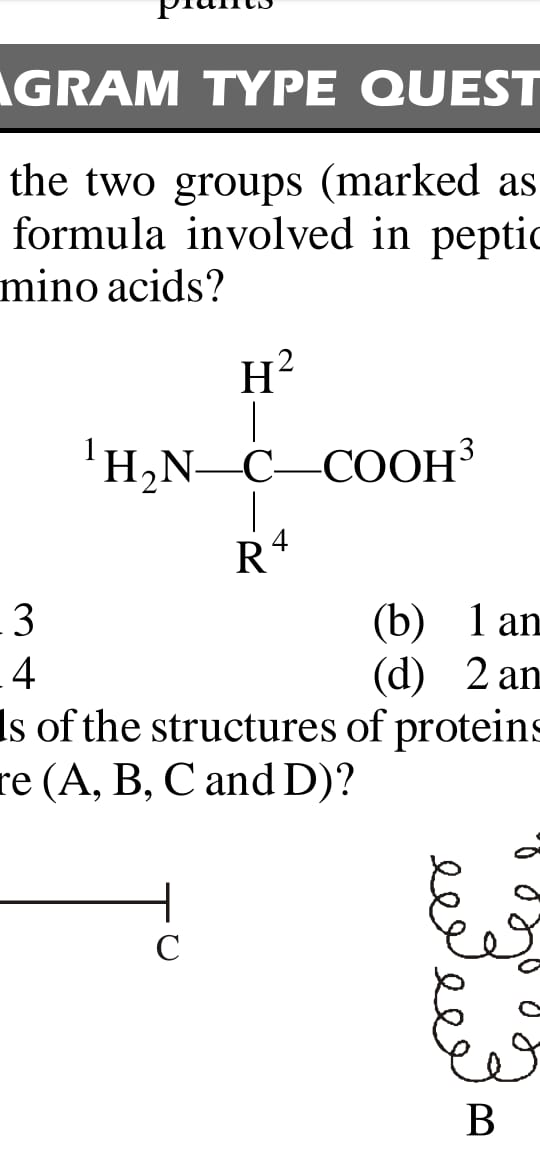 plants
AGRAM TYPE QUEST
the two groups (marked as
formula involved in peptic
mino acids?
H²
¹H₂N—C—COOH³
R⁴
3
(b) 1 an
4
(d) 2 an
ls of the structures of proteins
re (A, B, C and D)?
C
B